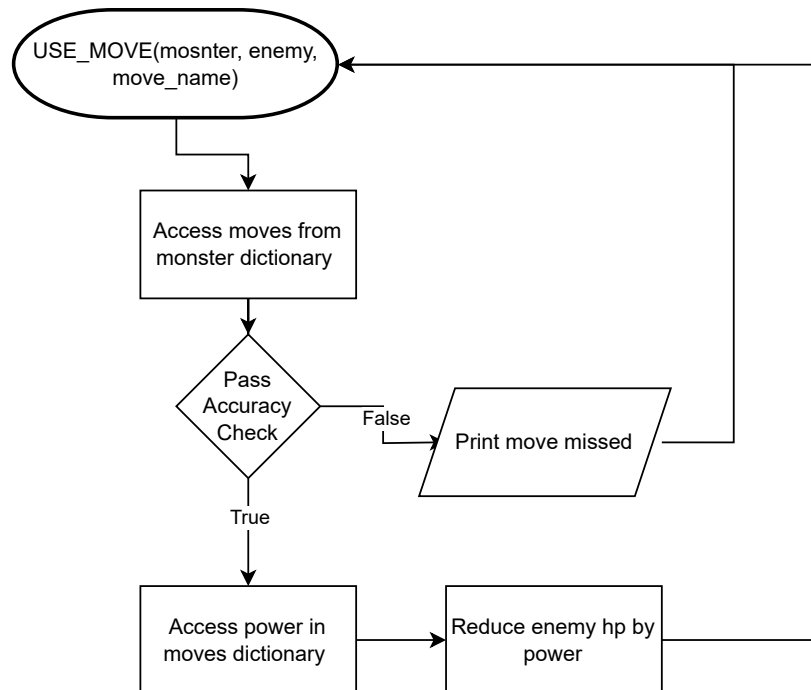 USE_MOVE(mosnter, enemy,
move_name)
Access moves from
monster dictionary
Pass
Accuracy
Check
False
Print move missed
True
Access power in
moves dictionary
Reduce enemy hp by
power